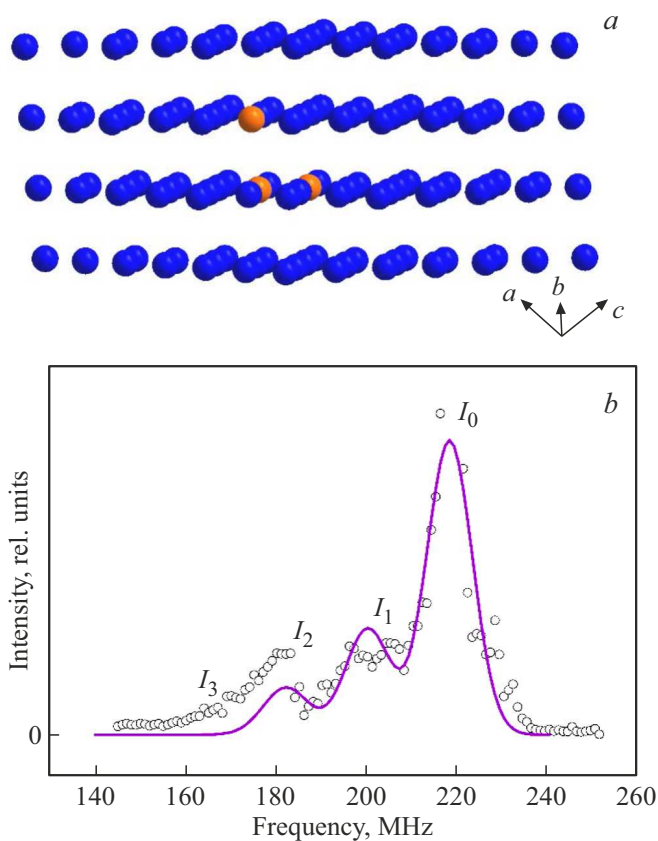 a
a
b
c
b
I0
I1
I2
I3
Intensity, rel. units
0
140 160 180 200 220 240 260
Frequency, MHz